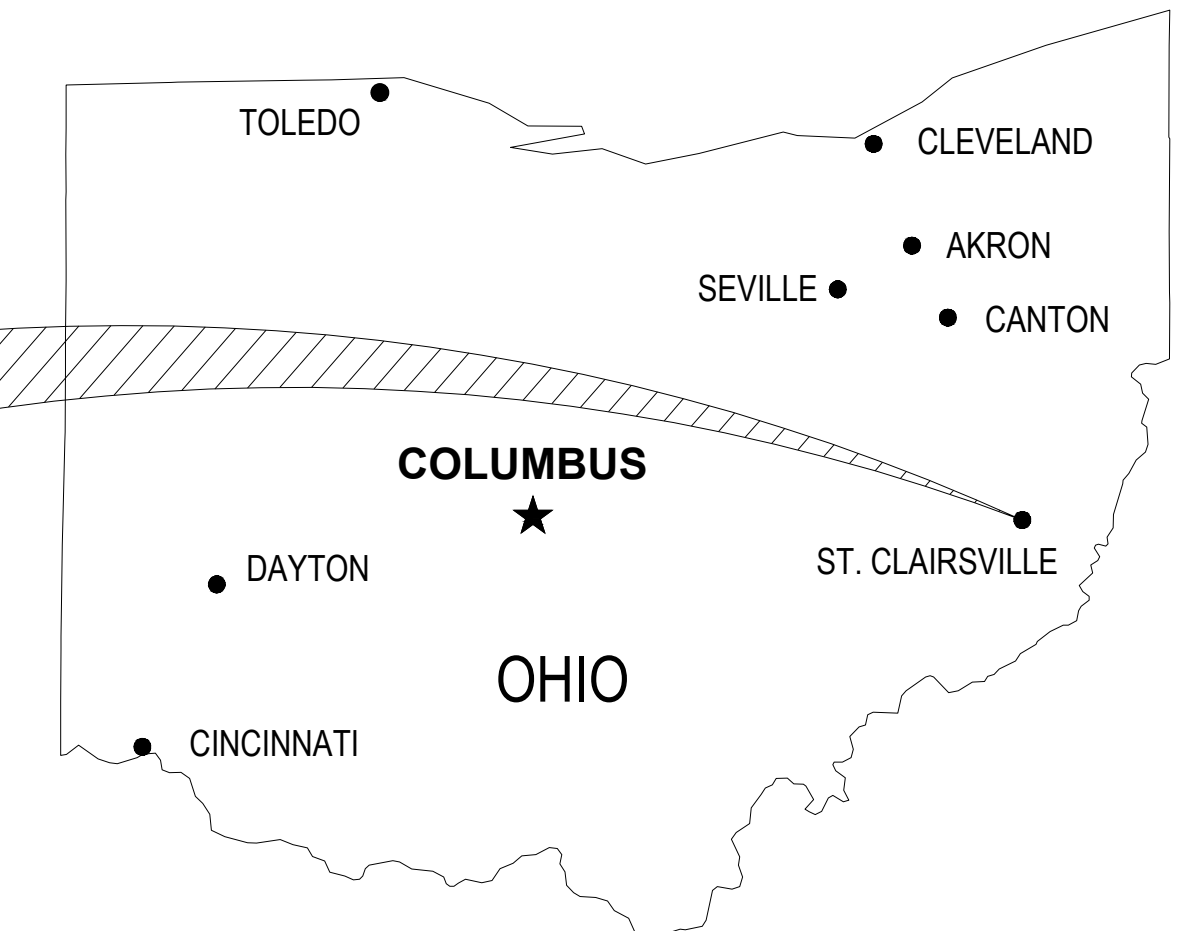 TOLEDO
CLEVELAND
AKRON
SEVILLE
CANTON
COLUMBUS
ST. CLAIRSVILLE
DAYTON
OHIO
CINCINNATI